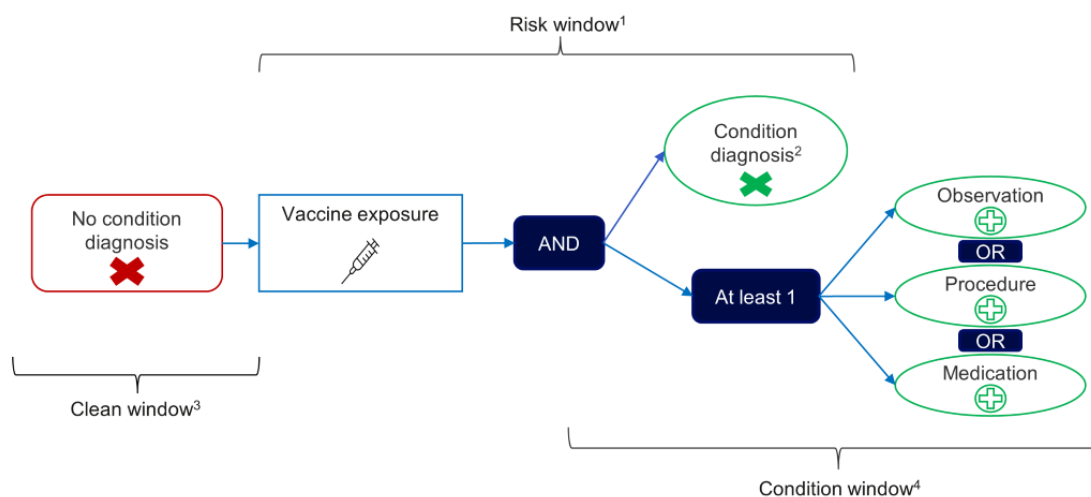 Risk window¹
Condition
diagnosis²
No condition
diagnosis
Vaccine exposure
AND
At least 1
Observation
OR
Procedure
OR
Medication
Clean window³
Condition window⁴